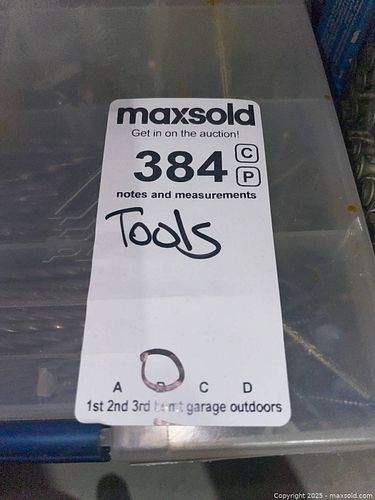 maxsold
Get in on the auction!
384 C
P
notes and measurements
Tools
A B C D
1st 2nd 3rd garage outdoors
Copyright 2025 - maxsold.com